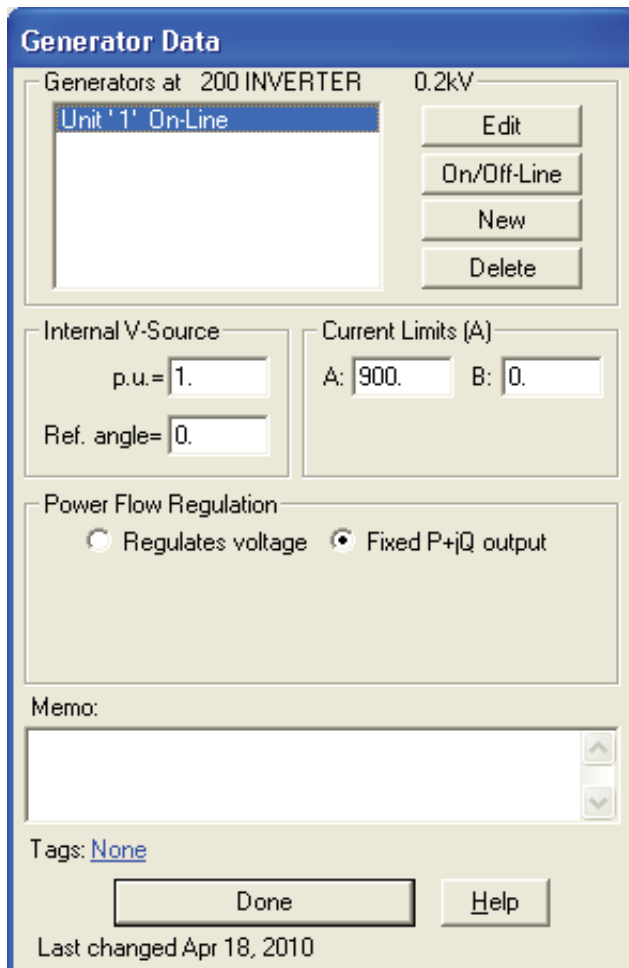 Generator Data
Generators at 200 INVERTER 0.2kV
Unit '1' On-Line
Edit
On/Off-Line
New
Delete
Internal V-Source
p.u.= 1.
Ref. angle= 0.
Current Limits (A)
A: 900. B: 0.
Power Flow Regulation
Regulates voltage Fixed P+jQ output
Memo:
Tags: None
Done Help
Last changed Apr 18, 2010